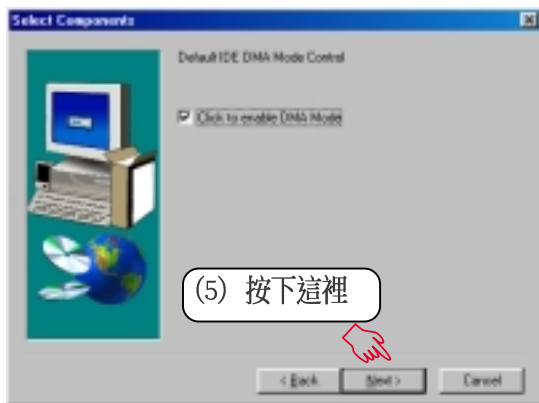 Select Components
Default IDE DMA Mode Control
Click to enable DMA Mode
(5) 按下這裡
< Back
Next >
Cancel